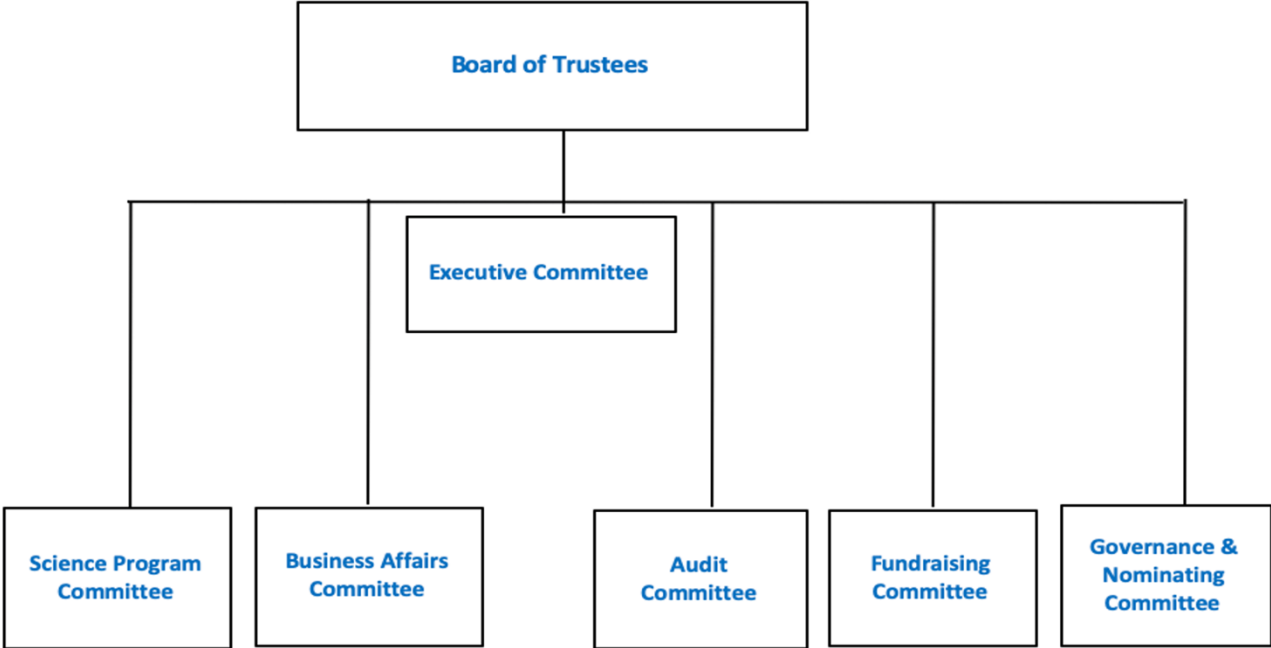 Board of Trustees
Executive Committee
Science Program
Committee
Business Affairs
Committee
Audit
Committee
Fundraising
Committee
Governance &
Nominating
Committee